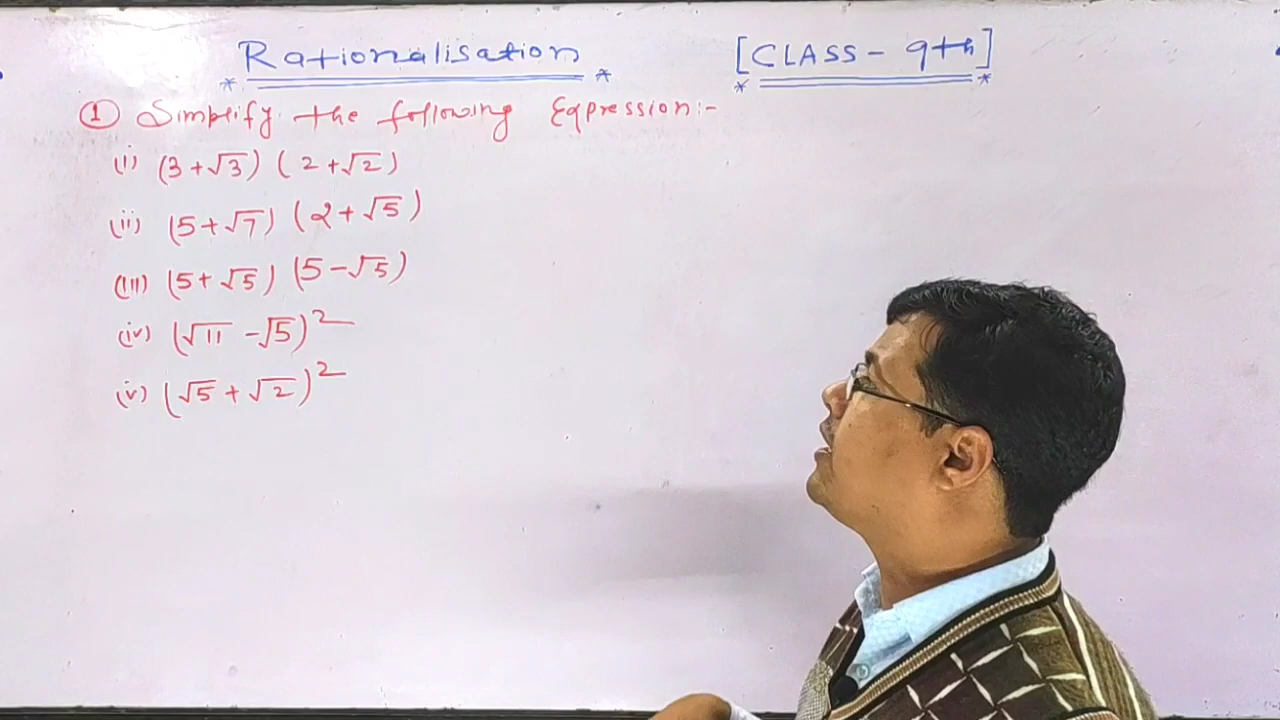 Rationalisation [CLASS - 9th]
① Simplify the following Expression:-
(i) (3+√3) (2+√2)
(ii) (5+√7) (2+√5)
(iii) (5+√5) (5-√5)
(iv) (√11 -√5)²
(v) (√5 + √2)²